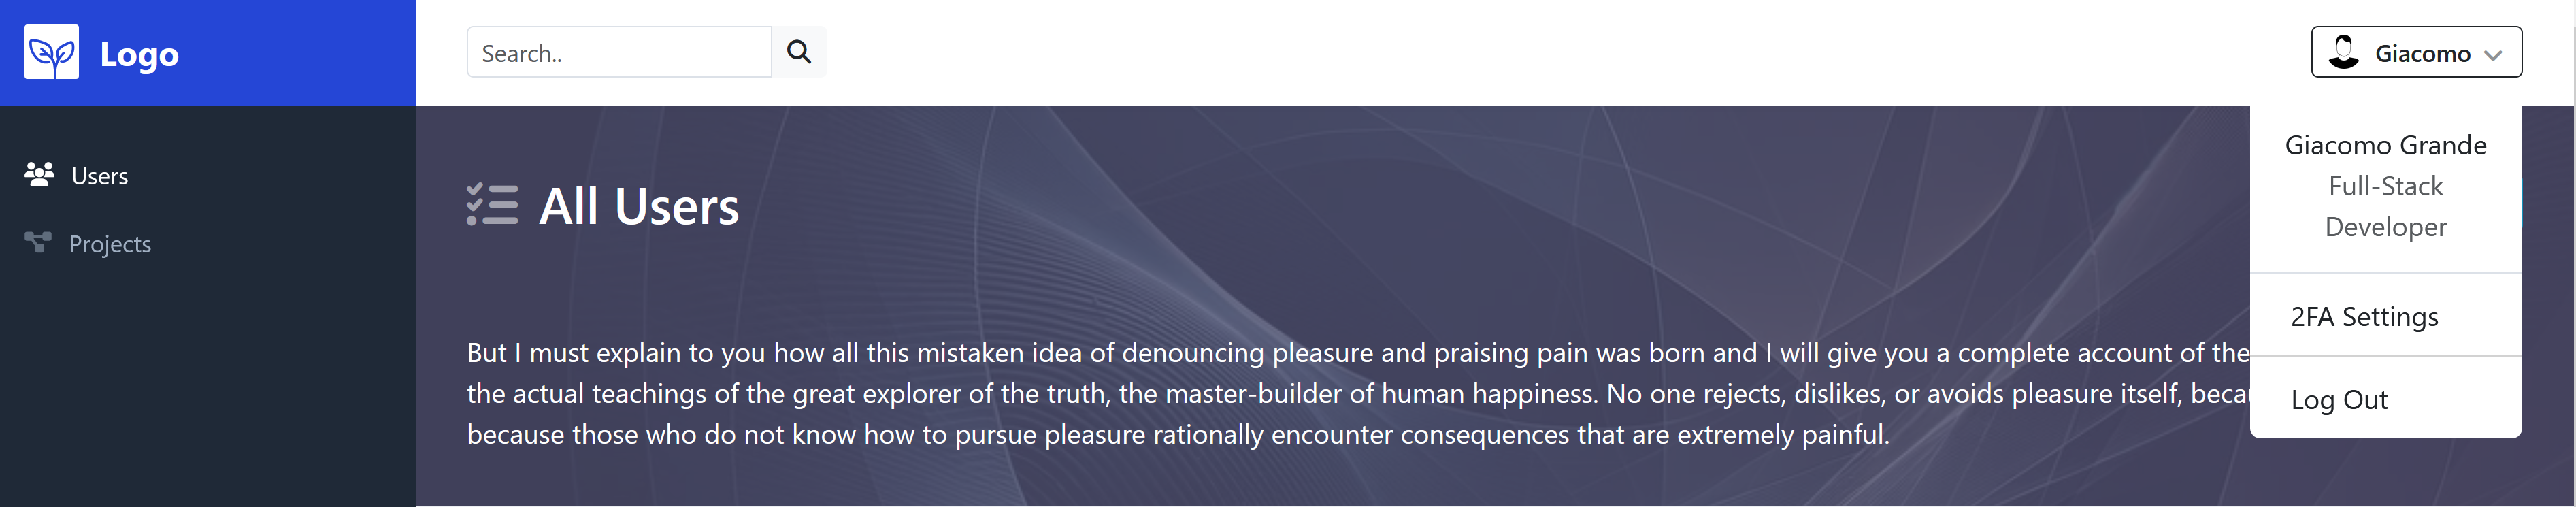 Logo
Search..
Giacomo
Users
Projects
All Users
But I must explain to you how all this mistaken idea of denouncing pleasure and praising pain was born and I will give you a complete account of the
the actual teachings of the great explorer of the truth, the master-builder of human happiness. No one rejects, dislikes, or avoids pleasure itself,
because those who do not know how to pursue pleasure rationally encounter consequences that are extremely painful.
Giacomo Grande
Full-Stack
Developer
2FA Settings
Log Out